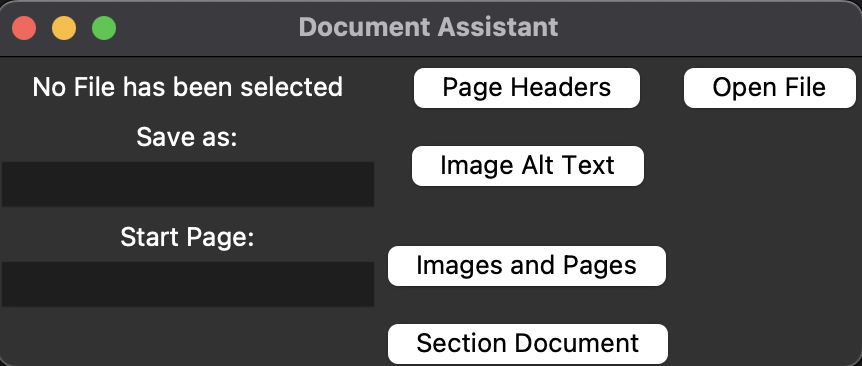 Document Assistant
No File has been selected
Page Headers
Open File
Save as:
Image Alt Text
Start Page:
Images and Pages
Section Document